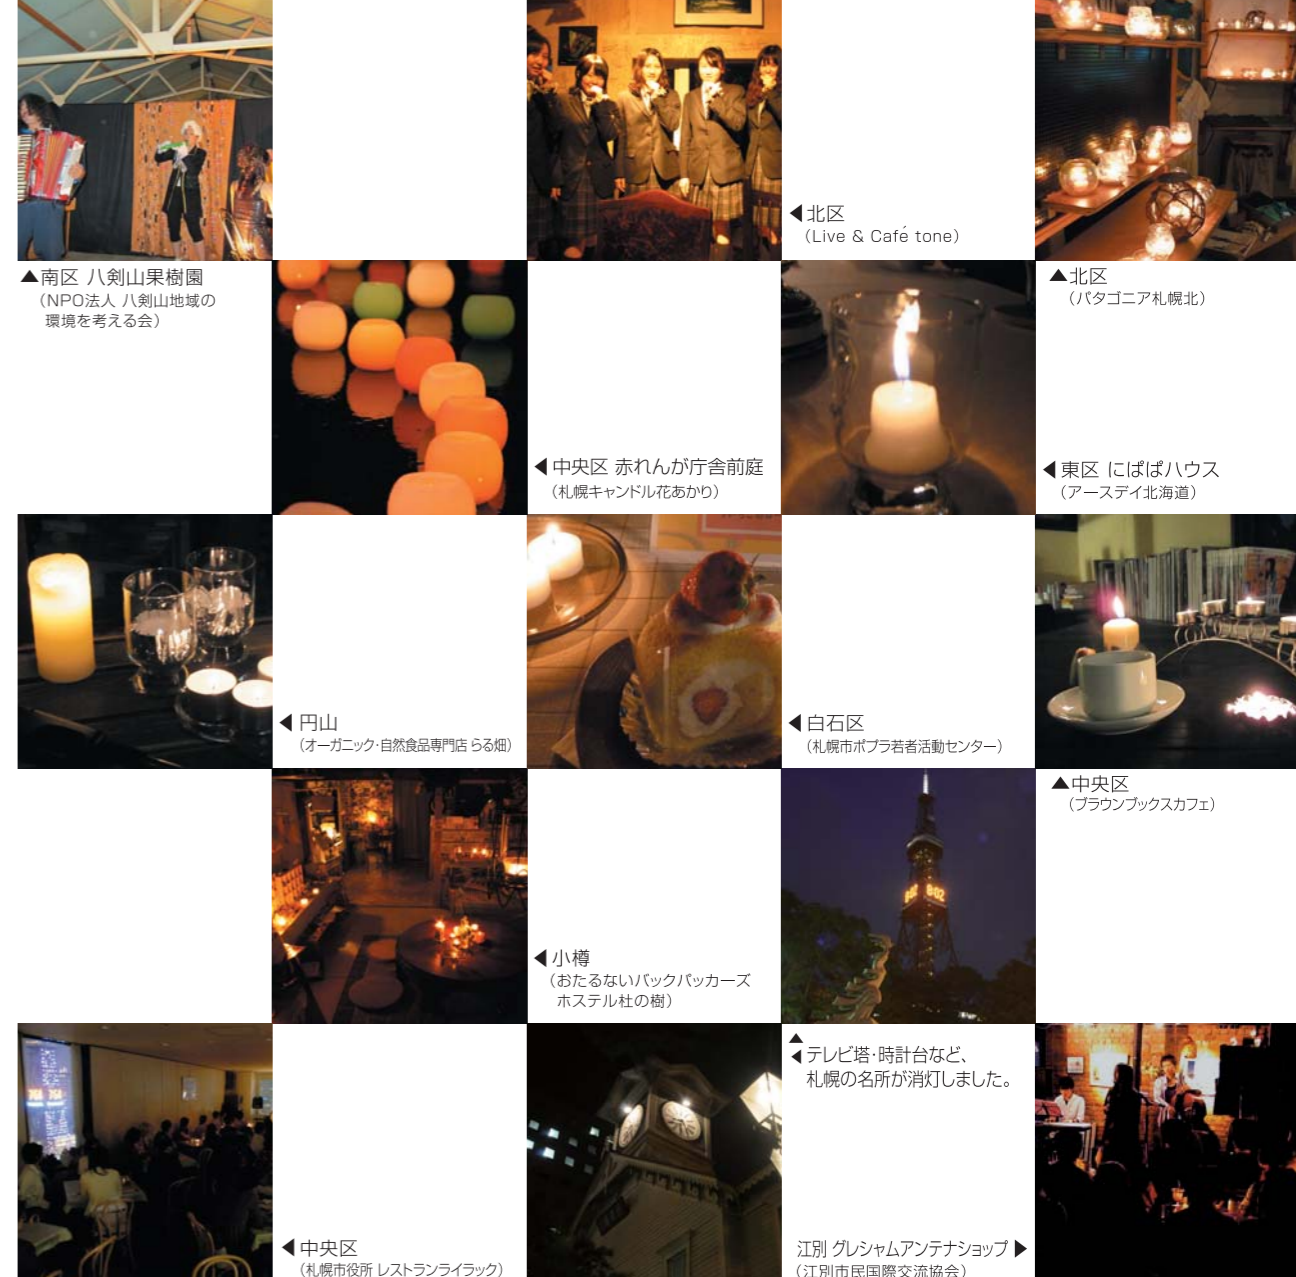 ◀北区
（Live & Café tone）
▲南区 八剣山果樹園
（NPO法人 八剣山地域の
環境を考える会）
▲北区
（パタゴニア札幌北）
◀中央区 赤れんが庁舎前庭
（札幌キャンドル花あかり）
◀東区 にぱぱハウス
（アースデイ北海道）
◀円山
（オーガニック・自然食品専門店 らる畑）
◀白石区
（札幌市ポプラ若者活動センター）
▲中央区
（ブラウンブックスカフェ）
8:02
◀小樽
（おたるないバックパッカーズ
ホステル杜の樹）
▲
◀テレビ塔・時計台など、
札幌の名所が消灯しました。
◀中央区
（札幌市役所 レストランライラック）
江別 グレシャムアンテナショップ▶
（江別市民国際交流協会）